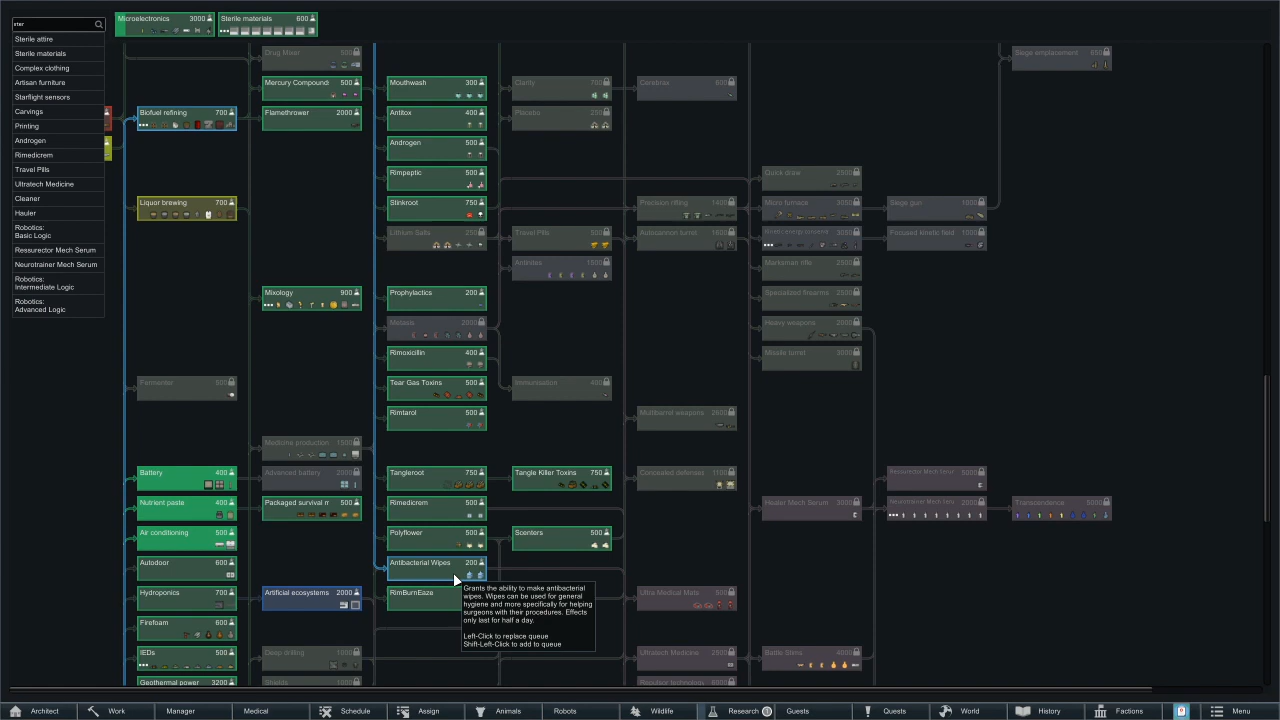 ster
Microelectronics 3000
Sterile materials 600
Sterile attire
Sterile materials
Complex clothing
Artisan furniture
Starflight sensors
Carvings
Printing
Androgen
Rimedicrem
Travel Pills
Ultratech Medicine
Cleaner
Hauler
Robotics:
Basic Logic
Ressurector Mech Serum
Neurotrainer Mech Serum
Robotics:
Intermediate Logic
Robotics:
Advanced Logic
Biofuel refining 700
Liquor brewing 700
Fermenter 500
Battery 400
Nutrient paste 400
Air conditioning 500
Autodoor 600
Hydroponics 700
Firefoam 600
IEDs 500
Geothermal power 3200
Drug Mixer 500
Mercury Compound: 500
Flamethrower 2000
Mixology 900
Medicine production 1500
Advanced battery 2000
Packaged survival m 500
Artificial ecosystems 2000
Deep drilling
Shields
Mouthwash 300
Antitox 400
Androgen 500
Rimpeptic 500
Stinkroot 750
Lithium Salts 250
Prophylactics 200
Metasis 2000
Rimoxicillin 400
Tear Gas Toxins 500
Rimtarol 500
Tangleroot 750
Rimedicrem 500
Polyflower 500
Antibacterial Wipes 200
RimBurnEaze
Clarity 700
Placebo 250
Travel Pills 500
Antinites 1500
Immunisation 400
Tangle Killer Toxins 750
Scenters 500
Grants the ability to make antibacterial
wipes. Wipes can be used for general
hygiene and more specifically for helping
surgeons with their procedures. Effects
only last for half a day.
Left-Click to replace queue
Shift-Left-Click to add to queue
Cerebrax 600
Precision rifling 1400
Autocannon turret 1600
Multibarrel weapons 2600
Concealed defenses 1100
Ultra Medical Mats
Ultratech Medicine
Repulsor technology
Quick draw 2500
Micro furnace 3000
Marksman rifle 2500
Specialized firearms
Heavy weapons 2000
Missile turret 3000
Healer Mech Serum 3000
Battle Stims 4000
Siege gun 1000
Focused kinetic field 1000
Ressurector Mech Serur 5000
Neurotrainer Mech Seru 2000
Siege emplacement 650
Transcendence 5000
Architect
Work
Manager
Medical
Schedule
Assign
Animals
Robots
Wildlife
Research
Guests
Quests
World
History
Factions
Menu